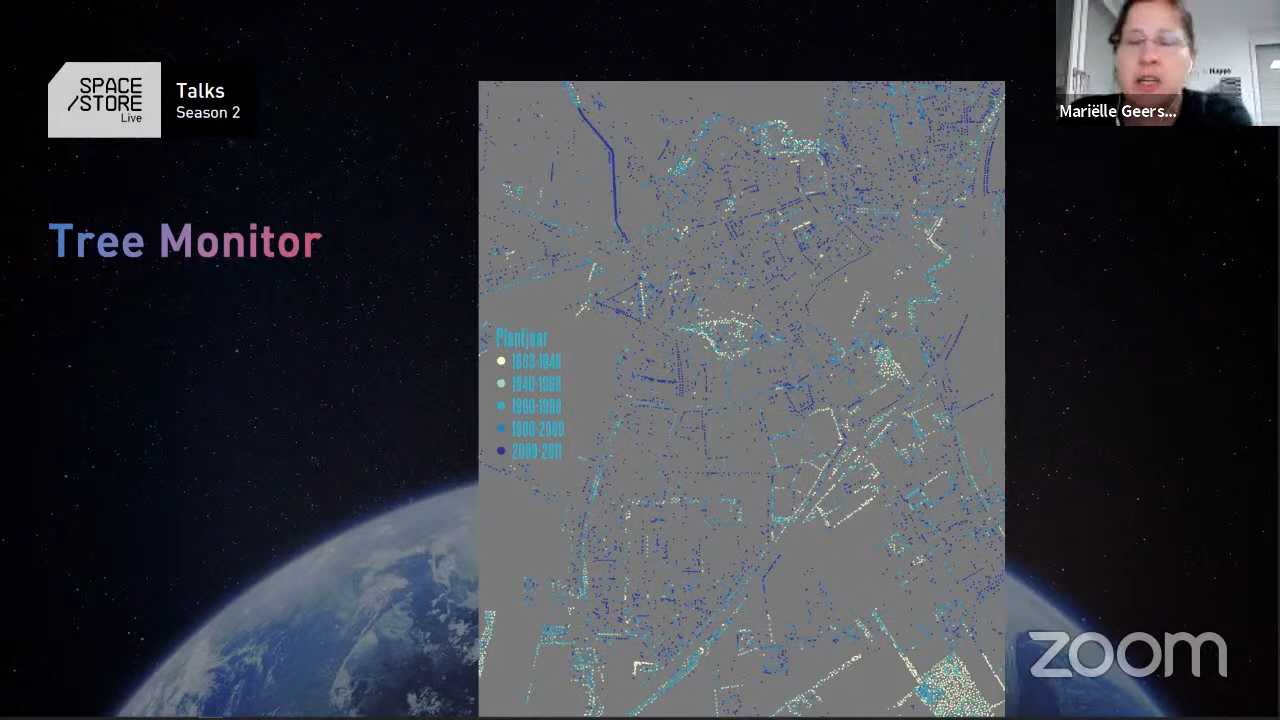 SPACE
/STORE
Live
Talks
Season 2
Mariëlle Geers...
Tree Monitor
Plantjaar
1940-1960
1960-1980
1980-2000
2000-2011
zoom